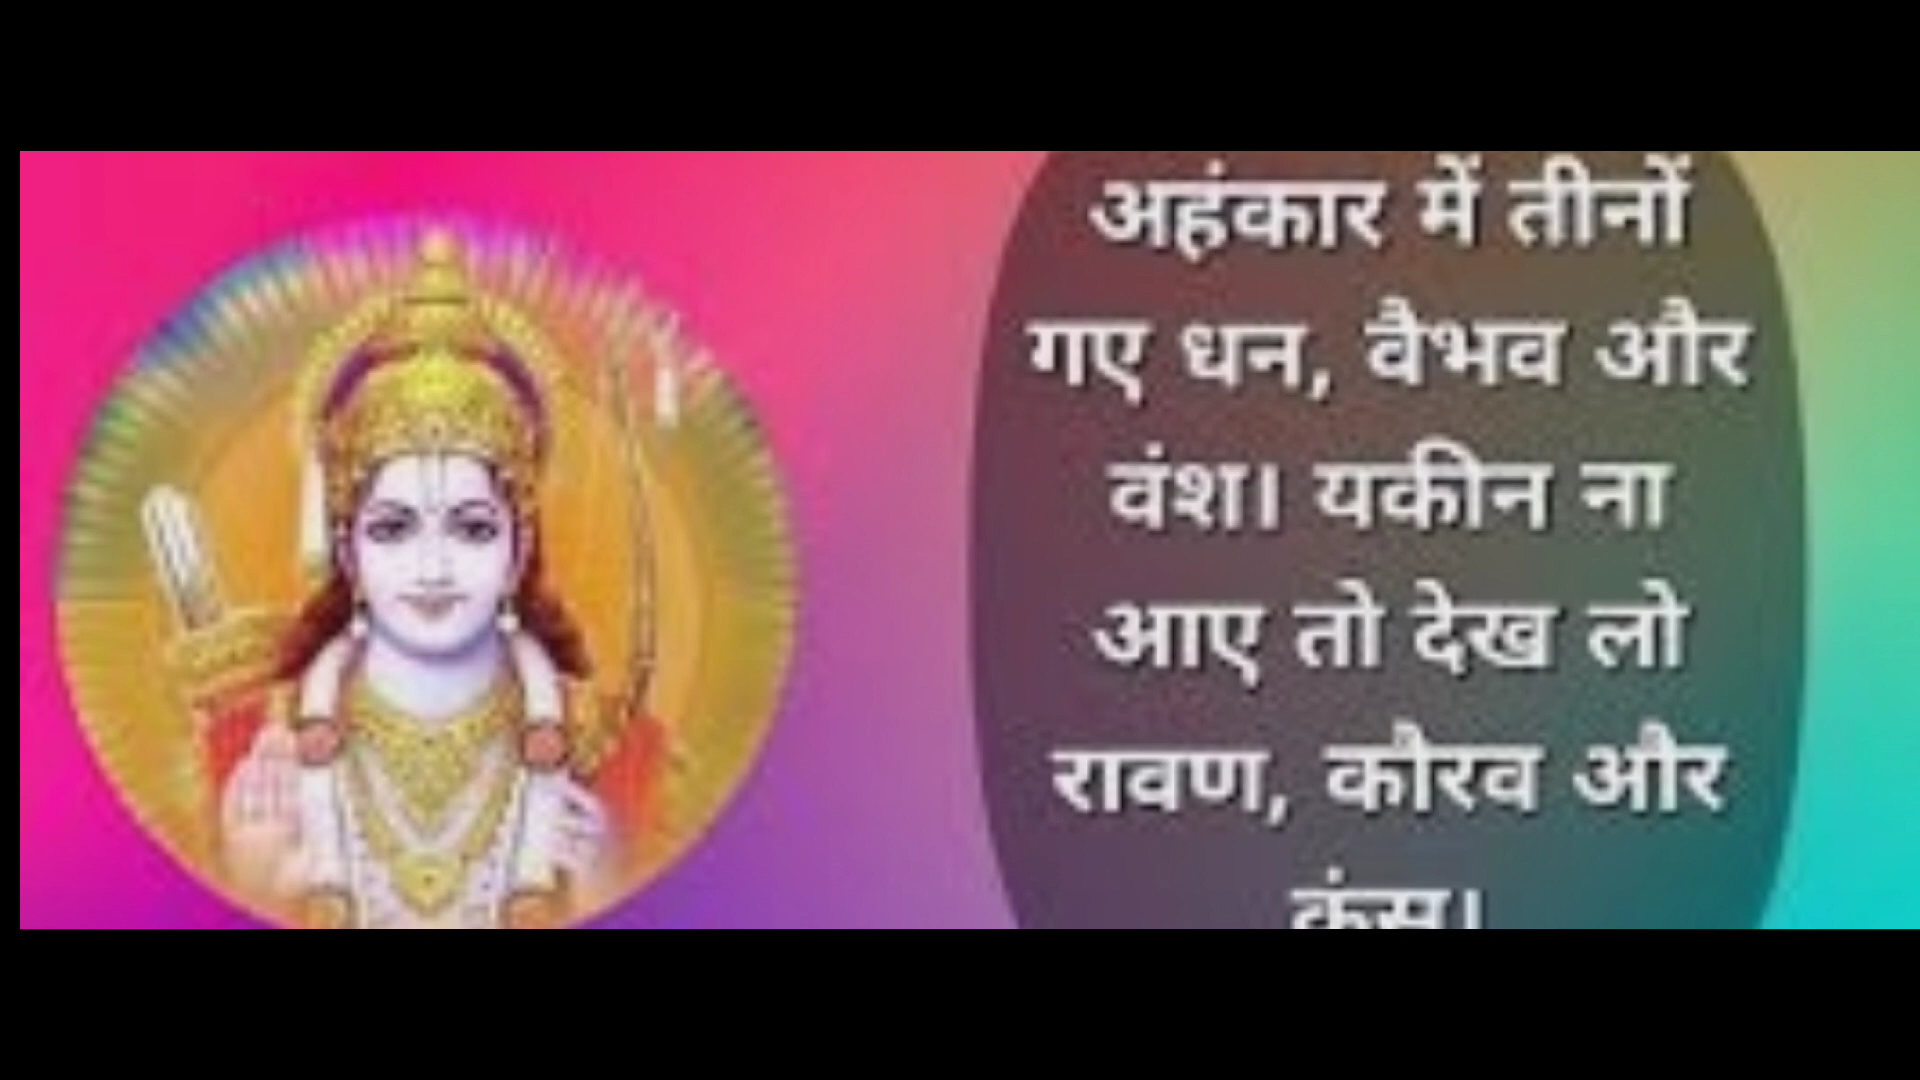 अहंकार में तीनों
गए धन, वैभव और
वंश। यकीन ना
आए तो देख लो
रावण, कौरव और
कंस।